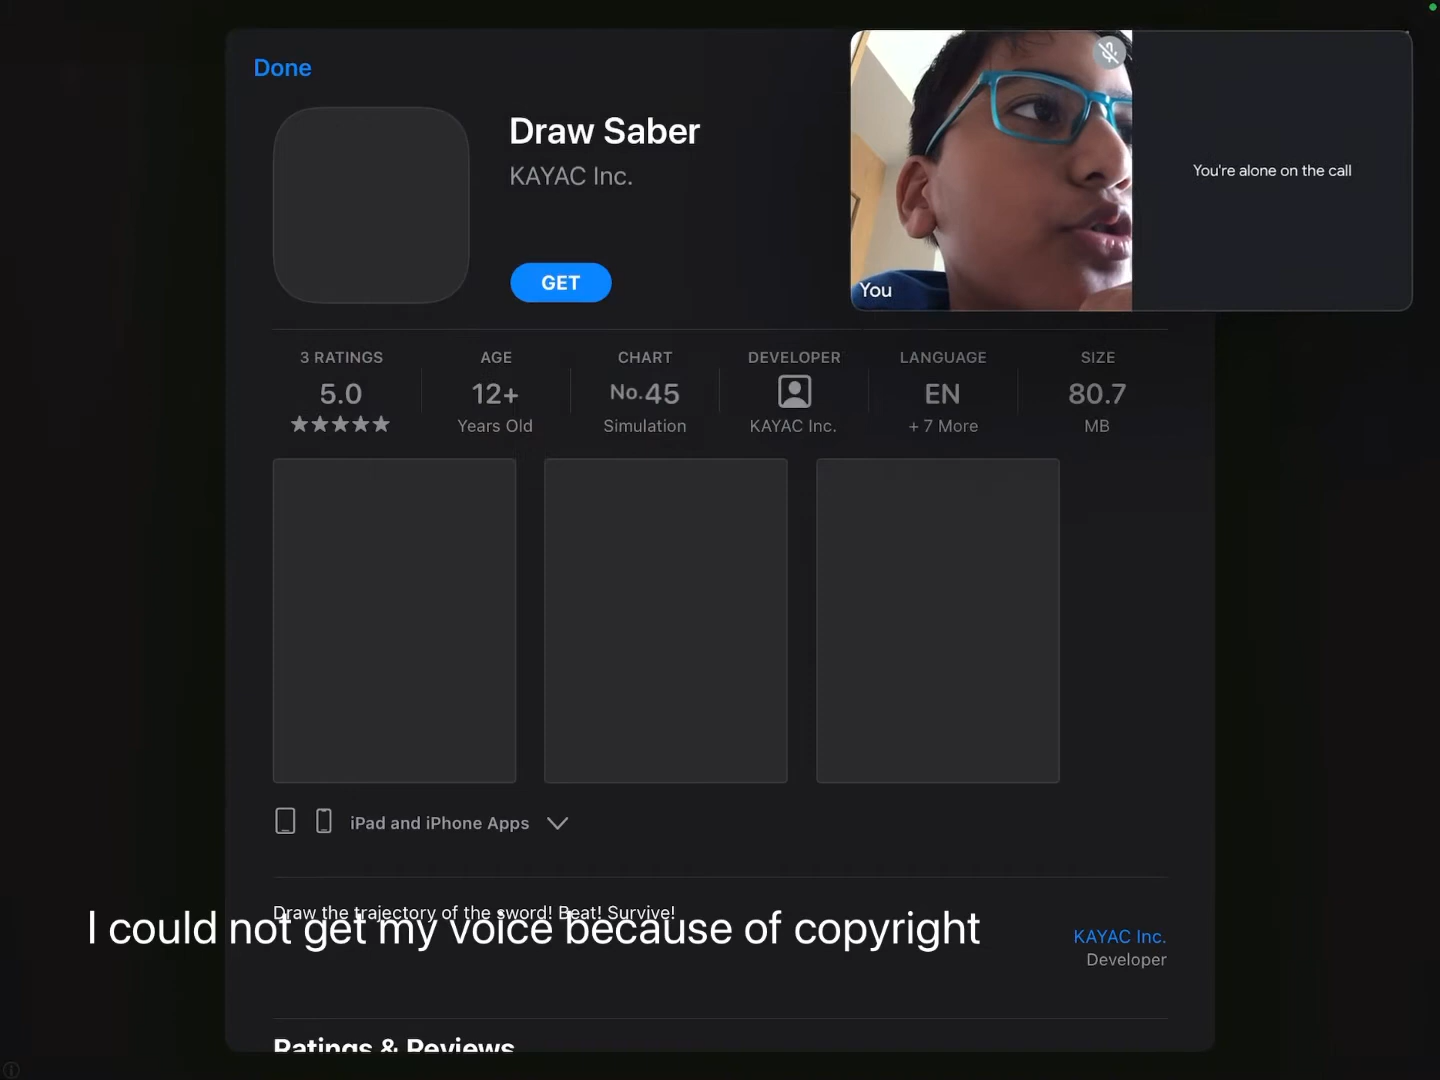 Done
Draw Saber
KAYAC Inc.
GET
You
You're alone on the call
3 RATINGS
5.0
AGE
12+
Years Old
CHART
No.45
Simulation
DEVELOPER
KAYAC Inc.
LANGUAGE
EN
+ 7 More
SIZE
80.7
MB
iPad and iPhone Apps
Draw the trajectory of the sword! Beat! Survive!
I could not get my voice because of copyright
KAYAC Inc.
Developer
Ratings & Reviews